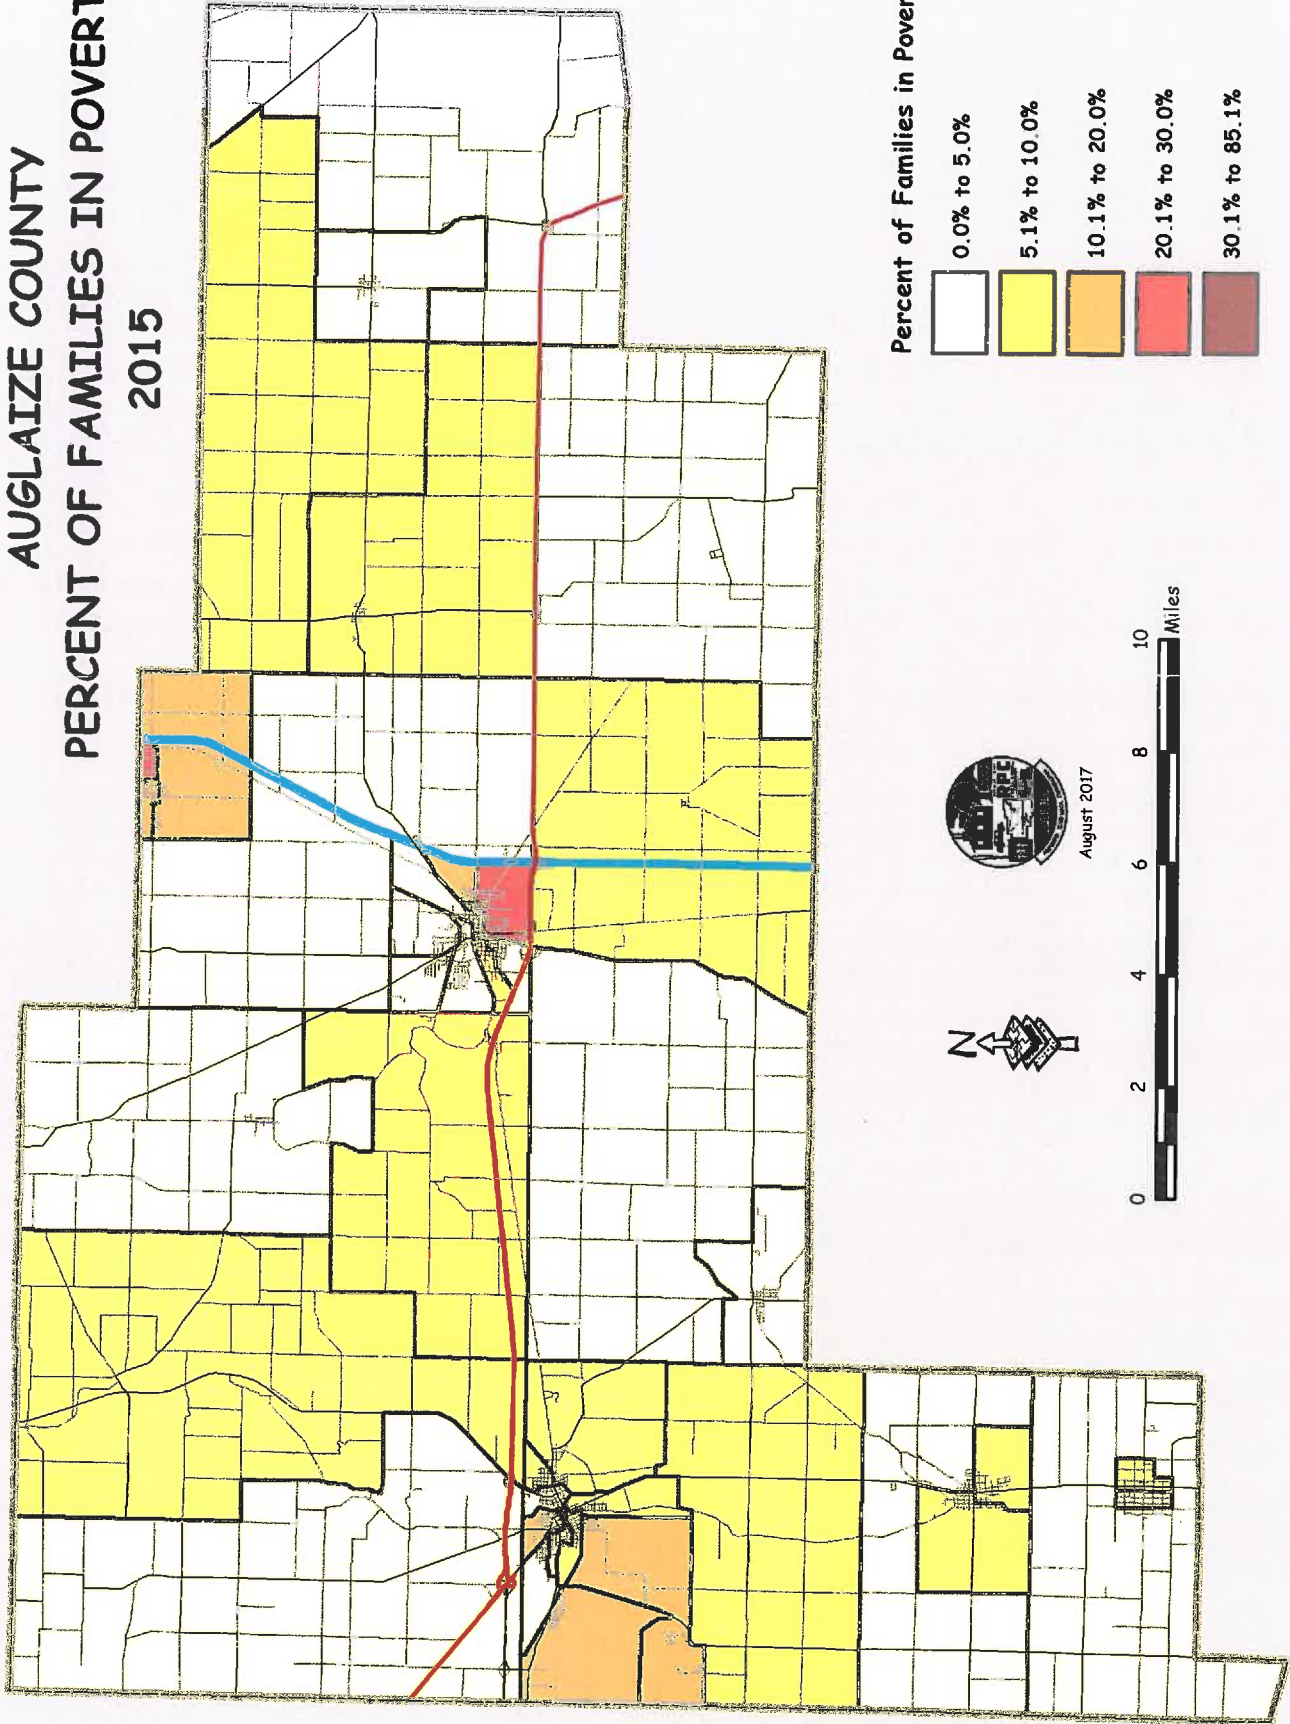 AUGLAIZE COUNTY
PERCENT OF FAMILIES IN POVERT
2015
Percent of Families in Pover
0.0% to 5.0%
5.1% to 10.0%
10.1% to 20.0%
20.1% to 30.0%
30.1% to 85.1%
N
RPC
August 2017
0 2 4 6 8 10
Miles